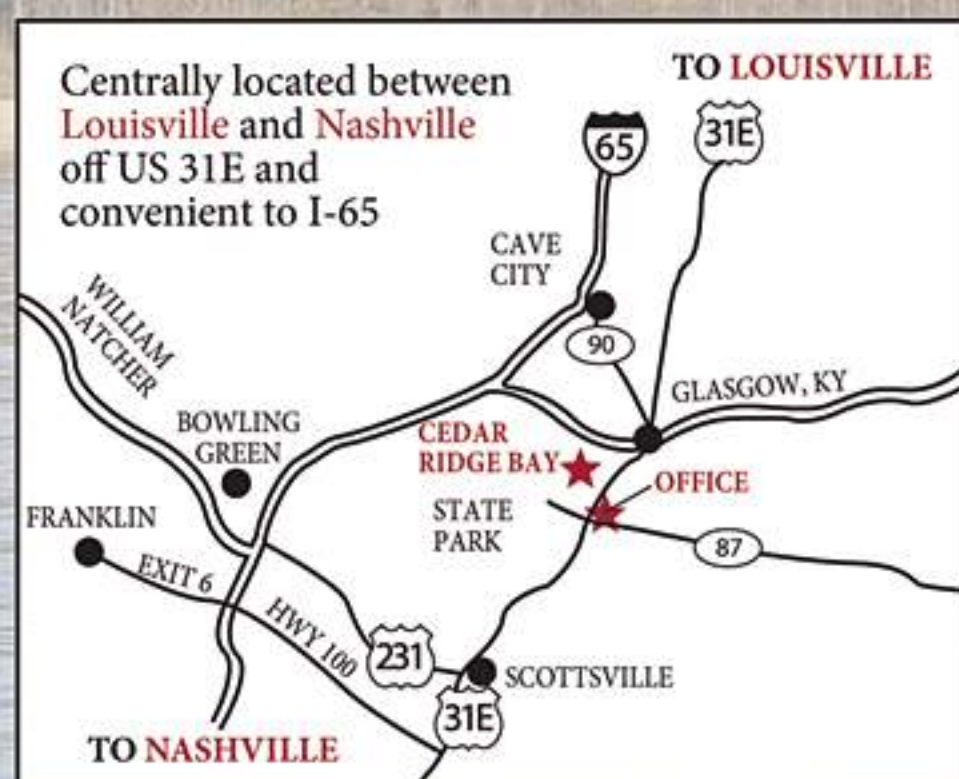 Centrally located between
Louisville and Nashville
off US 31E and
convenient to I-65
TO LOUISVILLE
65
31E
CAVE
CITY
90
WILLIAM
NATCHER
GLASGOW, KY
BOWLING
GREEN
CEDAR
RIDGE BAY
OFFICE
STATE
PARK
FRANKLIN
EXIT 6
87
HWY 100
231
SCOTTSVILLE
31E
TO NASHVILLE